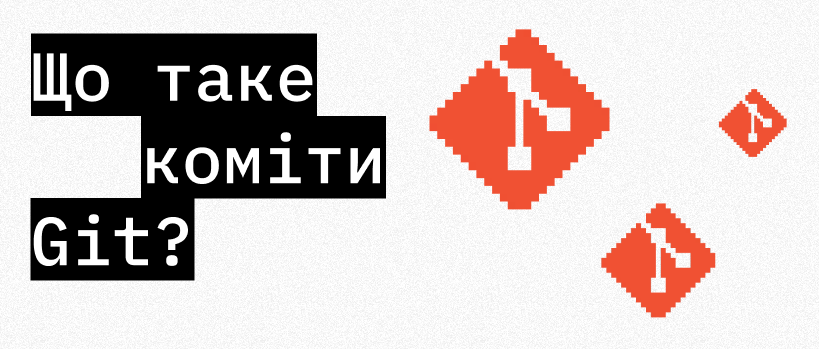 Що таке
коміти
Git?